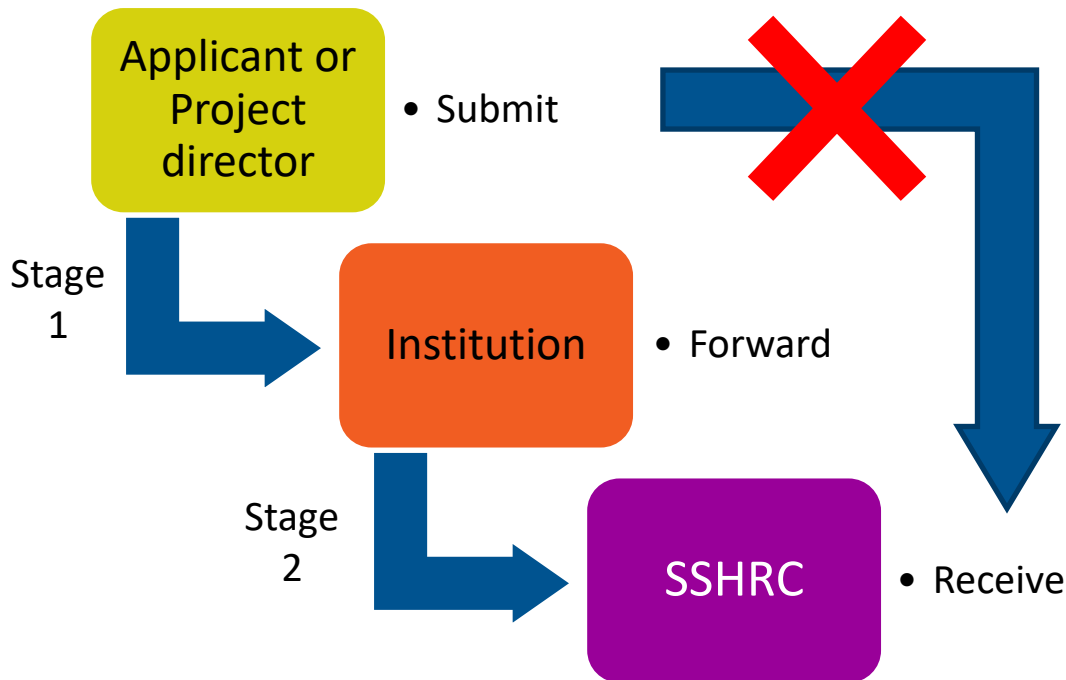 Applicant or
Project
director
• Submit
Stage
1
Institution
• Forward
Stage
2
SSHRC
• Receive